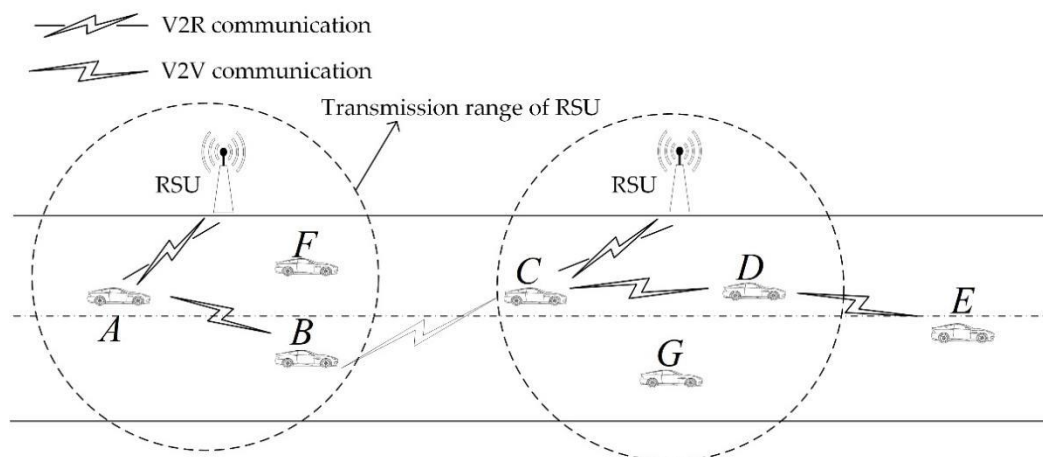 V2R communication
V2V communication
Transmission range of RSU
RSU
RSU
F
C
D
E
A
B
G